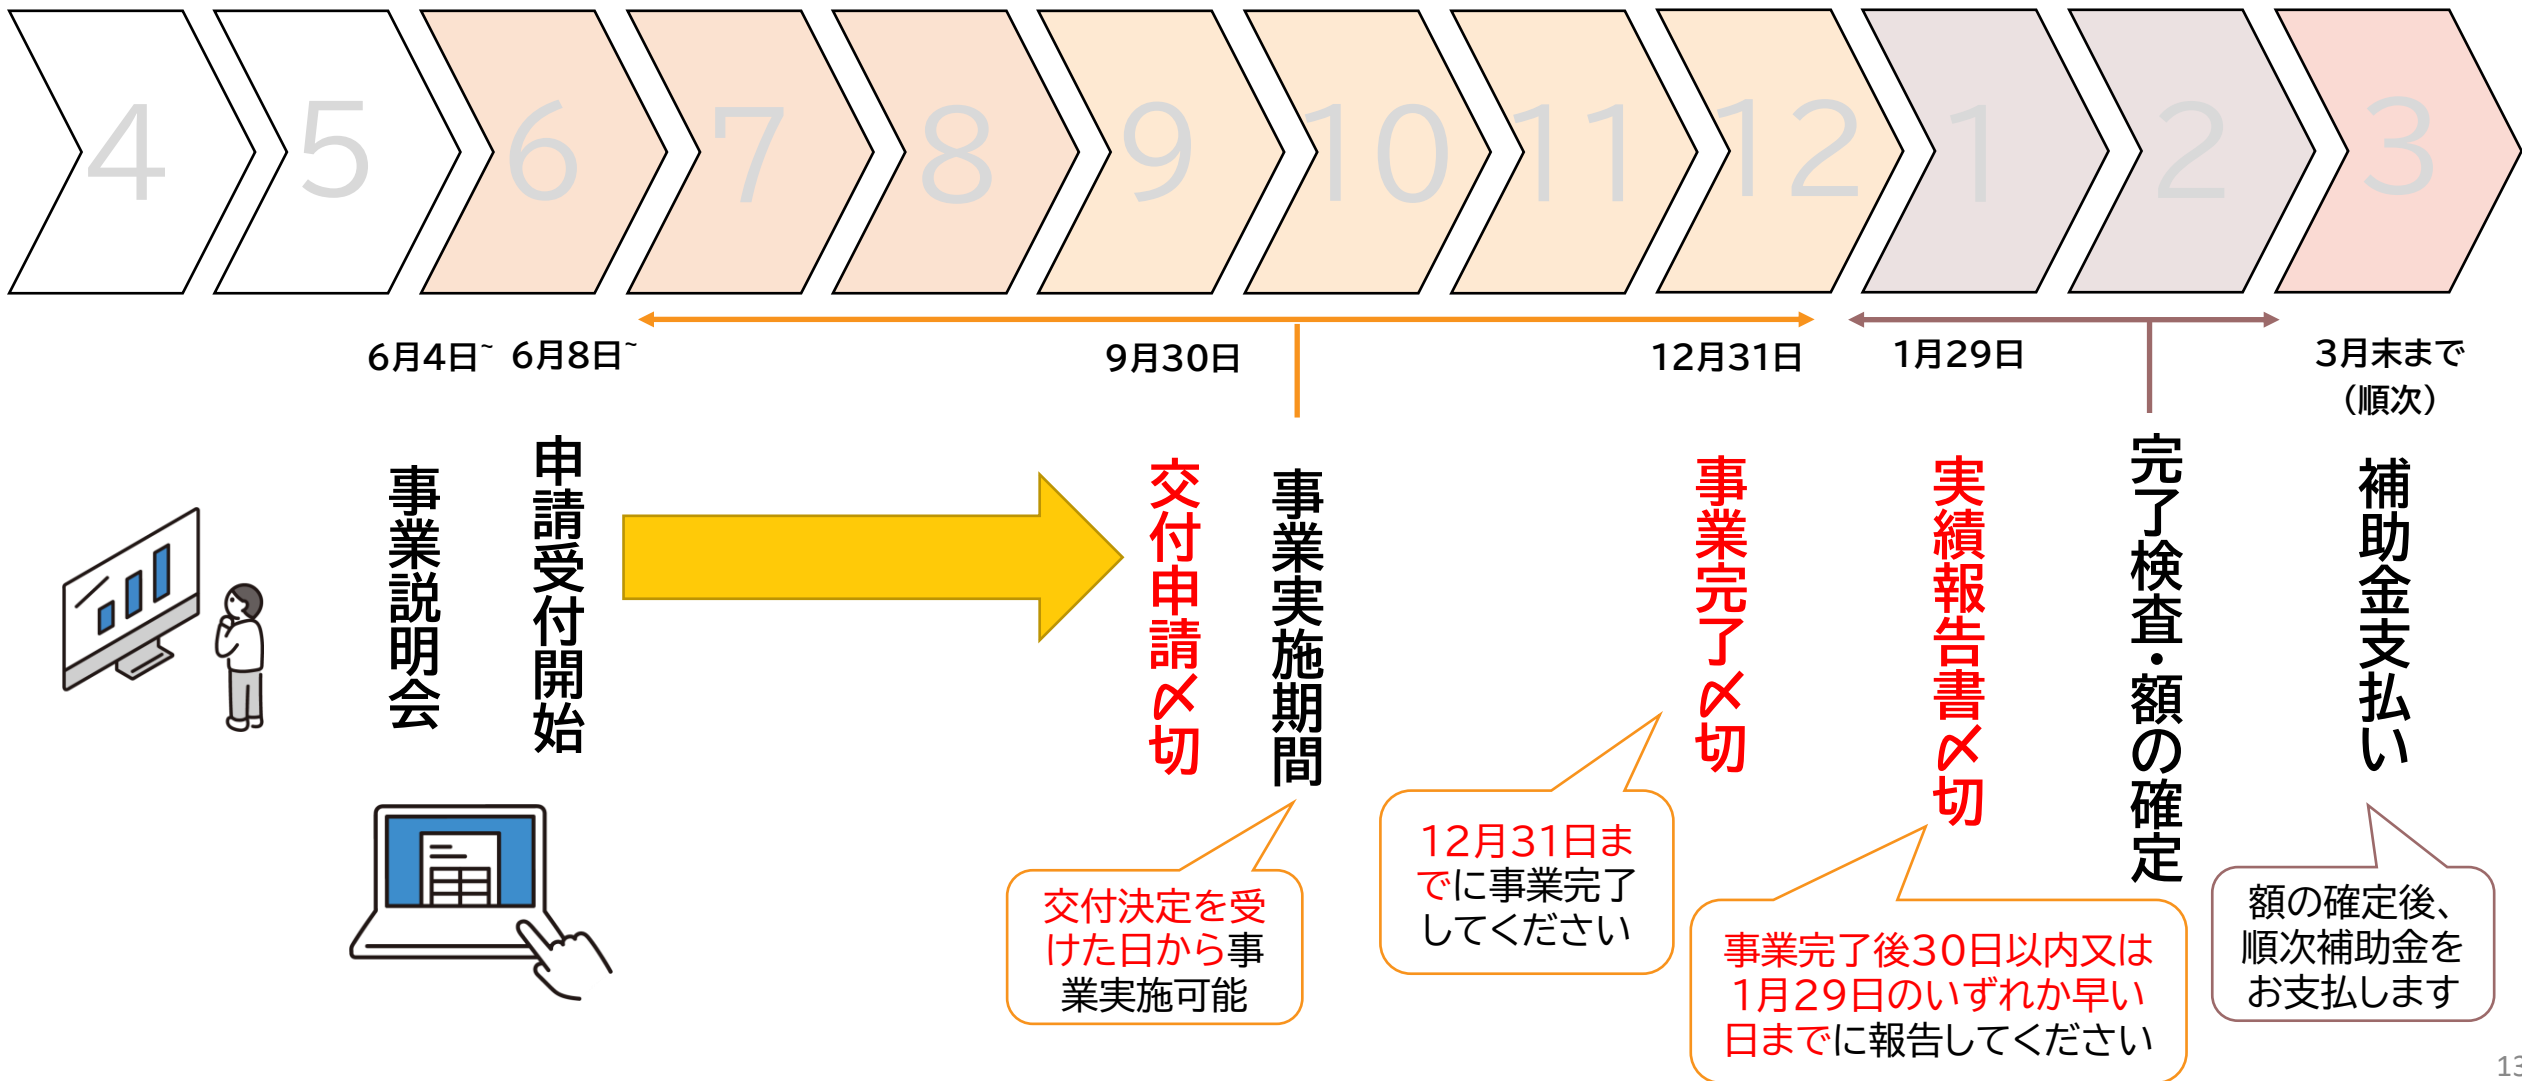 4
5
6
7
8
9
10
11
12
1
2
3
6月4日~
6月8日~
9月30日
12月31日
1月29日
3月末まで
（順次）
事業説明会
申請受付開始
交付申請〆切
事業実施期間
事業完了〆切
実績報告書〆切
完了検査・額の確定
補助金支払い
交付決定を受
けた日から事
業実施可能
12月31日ま
でに事業完了
してください
事業完了後30日以内又は
1月29日のいずれか早い
日までに報告してください
額の確定後、
順次補助金を
お支払します
13